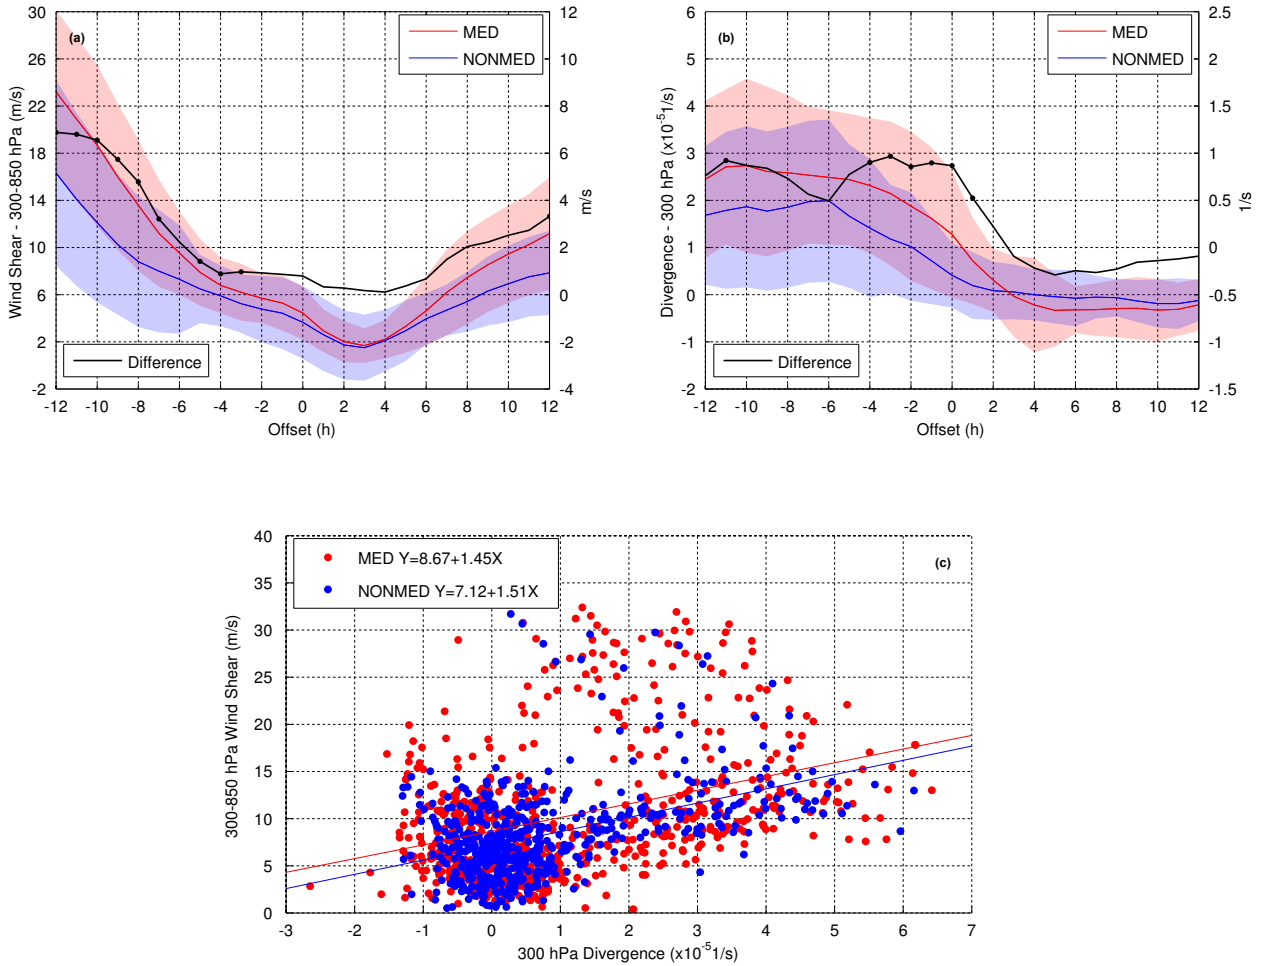 (a)
MED
NONMED
Difference
30
26
22
18
14
10
6
2
-2
12
10
8
6
4
2
0
-2
-4
-12 -10 -8 -6 -4 -2 0 2 4 6 8 10 12
Offset (h)
Wind Shear - 300-850 hPa (m/s)
m/s
(b)
MED
NONMED
Difference
6
5
4
3
2
1
0
-1
-2
2.5
2
1.5
1
0.5
0
-0.5
-1
-1.5
-12 -10 -8 -6 -4 -2 0 2 4 6 8 10 12
Offset (h)
Divergence - 300 hPa (x10⁻⁵1/s)
1/s
(c)
MED Y=8.67+1.45X
NONMED Y=7.12+1.51X
40
35
30
25
20
15
10
5
0
-3 -2 -1 0 1 2 3 4 5 6 7
300 hPa Divergence (x10⁻⁵1/s)
300-850 hPa Wind Shear (m/s)